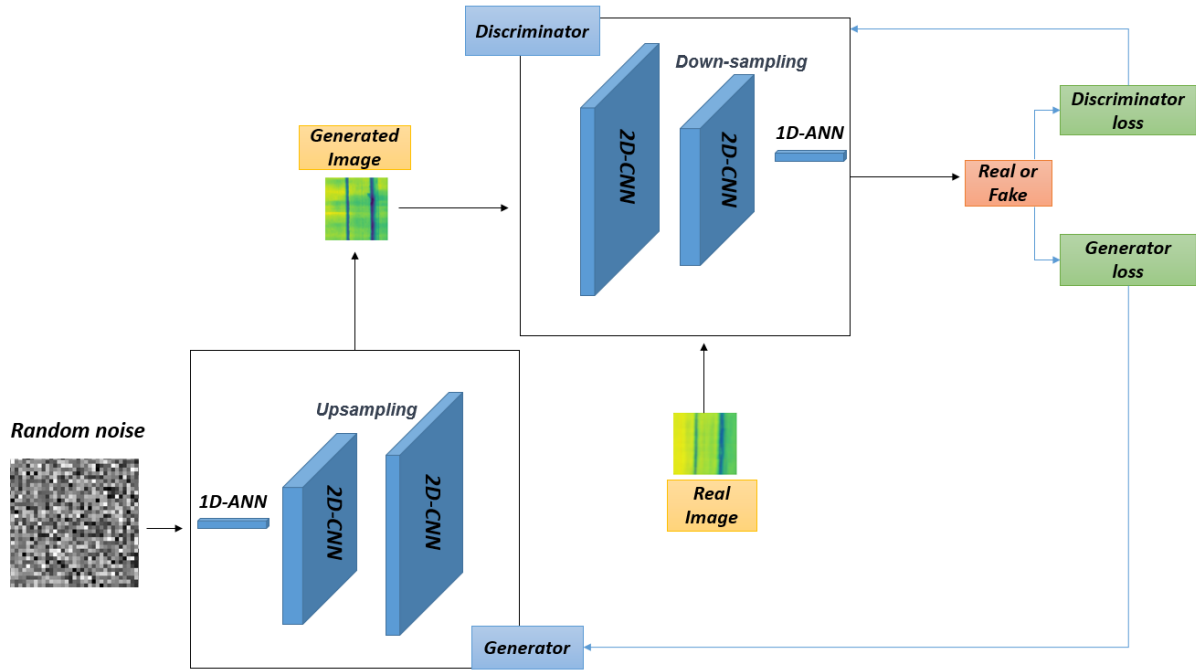 Discriminator
Down-sampling
2D-CNN
2D-CNN
1D-ANN
Discriminator
loss
Generated
Image
Real or
Fake
Generator
loss
Upsampling
Random noise
1D-ANN
2D-CNN
2D-CNN
Real
Image
Generator